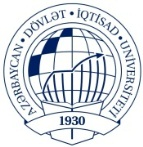 AZƏRBAYCAN • DÖVLƏT • İQTİSAD • UNİVERSİTETİ
1930